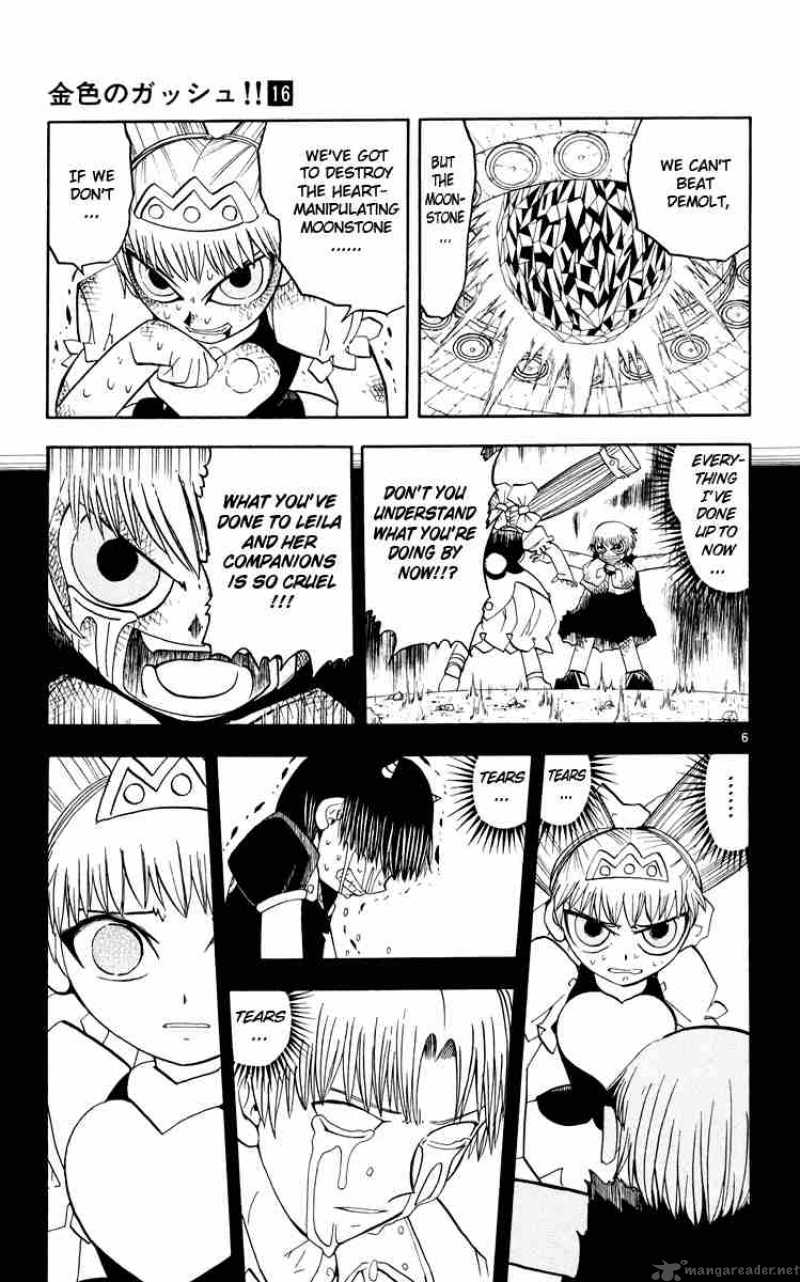 金色のガッシュ!!16
WE CAN'T
BEAT
DEMOLT,
BUT
THE
MOON-
STONE
...
WE'VE GOT
TO DESTROY
THE HEART-
MANIPULATING
MOONSTONE
......
IF WE
DON'T
...
EVERY-
THING
I'VE
DONE
UP TO
NOW
...
DON'T YOU
UNDERSTAND
WHAT YOU'RE
DOING BY
NOW!!?
WHAT YOU'VE
DONE TO LEILA
AND HER
COMPANIONS
IS SO CRUEL
!!!
6
......
TEARS
...
TEARS
...
TEARS
...
mangareader.net